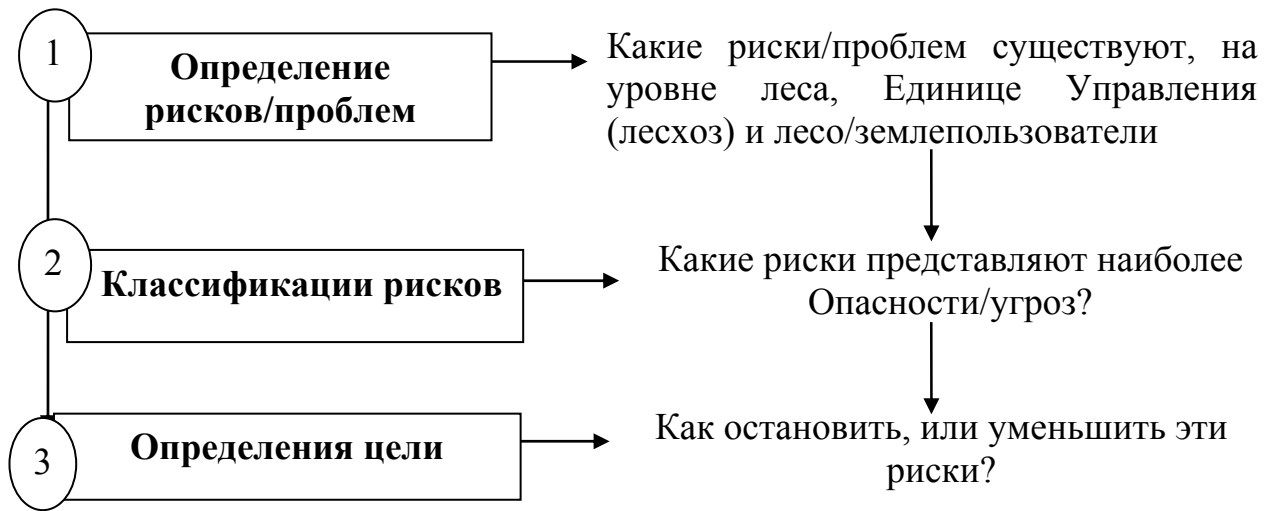 1
Определение
рисков/проблем
Какие риски/проблем существуют, на
уровне леса, Единице Управления
(лесхоз) и лесо/землепользователи
2
Классификации рисков
Какие риски представляют наиболее
Опасности/угроз?
3
Определения цели
Как остановить, или уменьшить эти
риски?